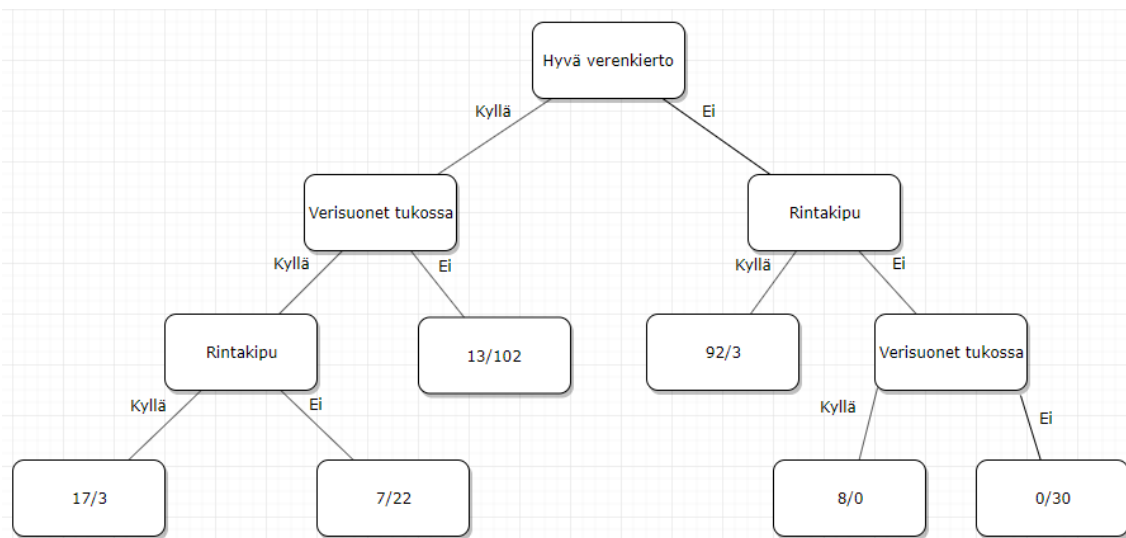 Hyvä verenkierto
Kyllä
Ei
Verisuonet tukossa
Rintakipu
Kyllä
Ei
Kyllä
Ei
Rintakipu
13/102
92/3
Verisuonet tukossa
Kyllä
Ei
Kyllä
Ei
17/3
7/22
8/0
0/30